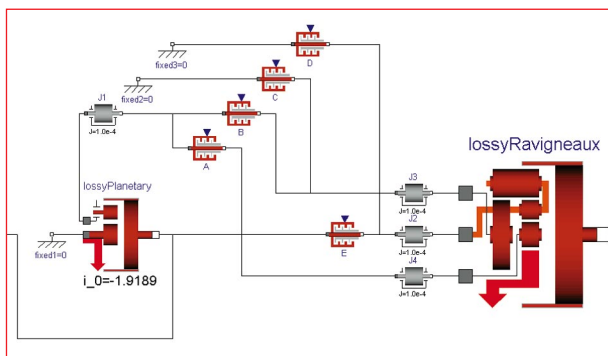 fixed3=0
D
fixed2=0
C
J1
J=1.0e-4
B
A
lossyRavigneaux
J3
J=1.0e-4
lossyPlanetary
J2
J=1.0e-4
fixed1=0
E
J4
i_0=-1.9189
J=1.0e-4